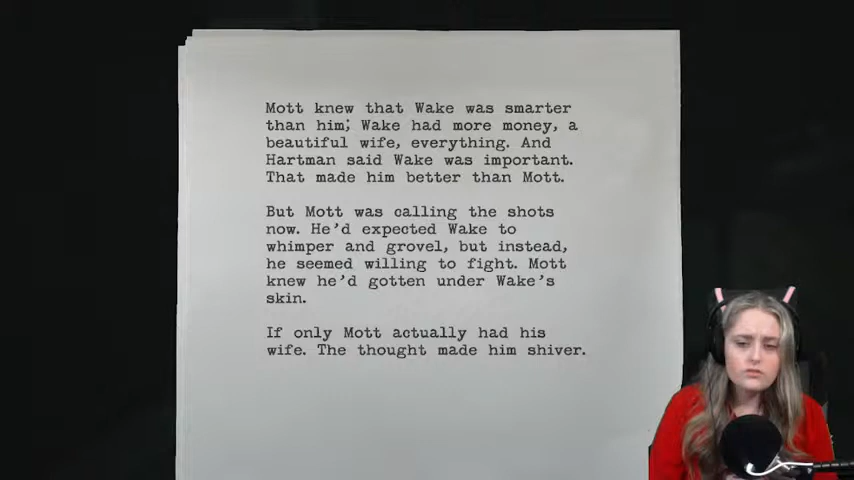 Mott knew that Wake was smarter
than him; Wake had more money, a
beautiful wife, everything. And
Hartman said Wake was important.
That made him better than Mott.
But Mott was calling the shots
now. He'd expected Wake to
whimper and grovel, but instead,
he seemed willing to fight. Mott
knew he'd gotten under Wake's
skin.
If only Mott actually had his
wife. The thought made him shiver.